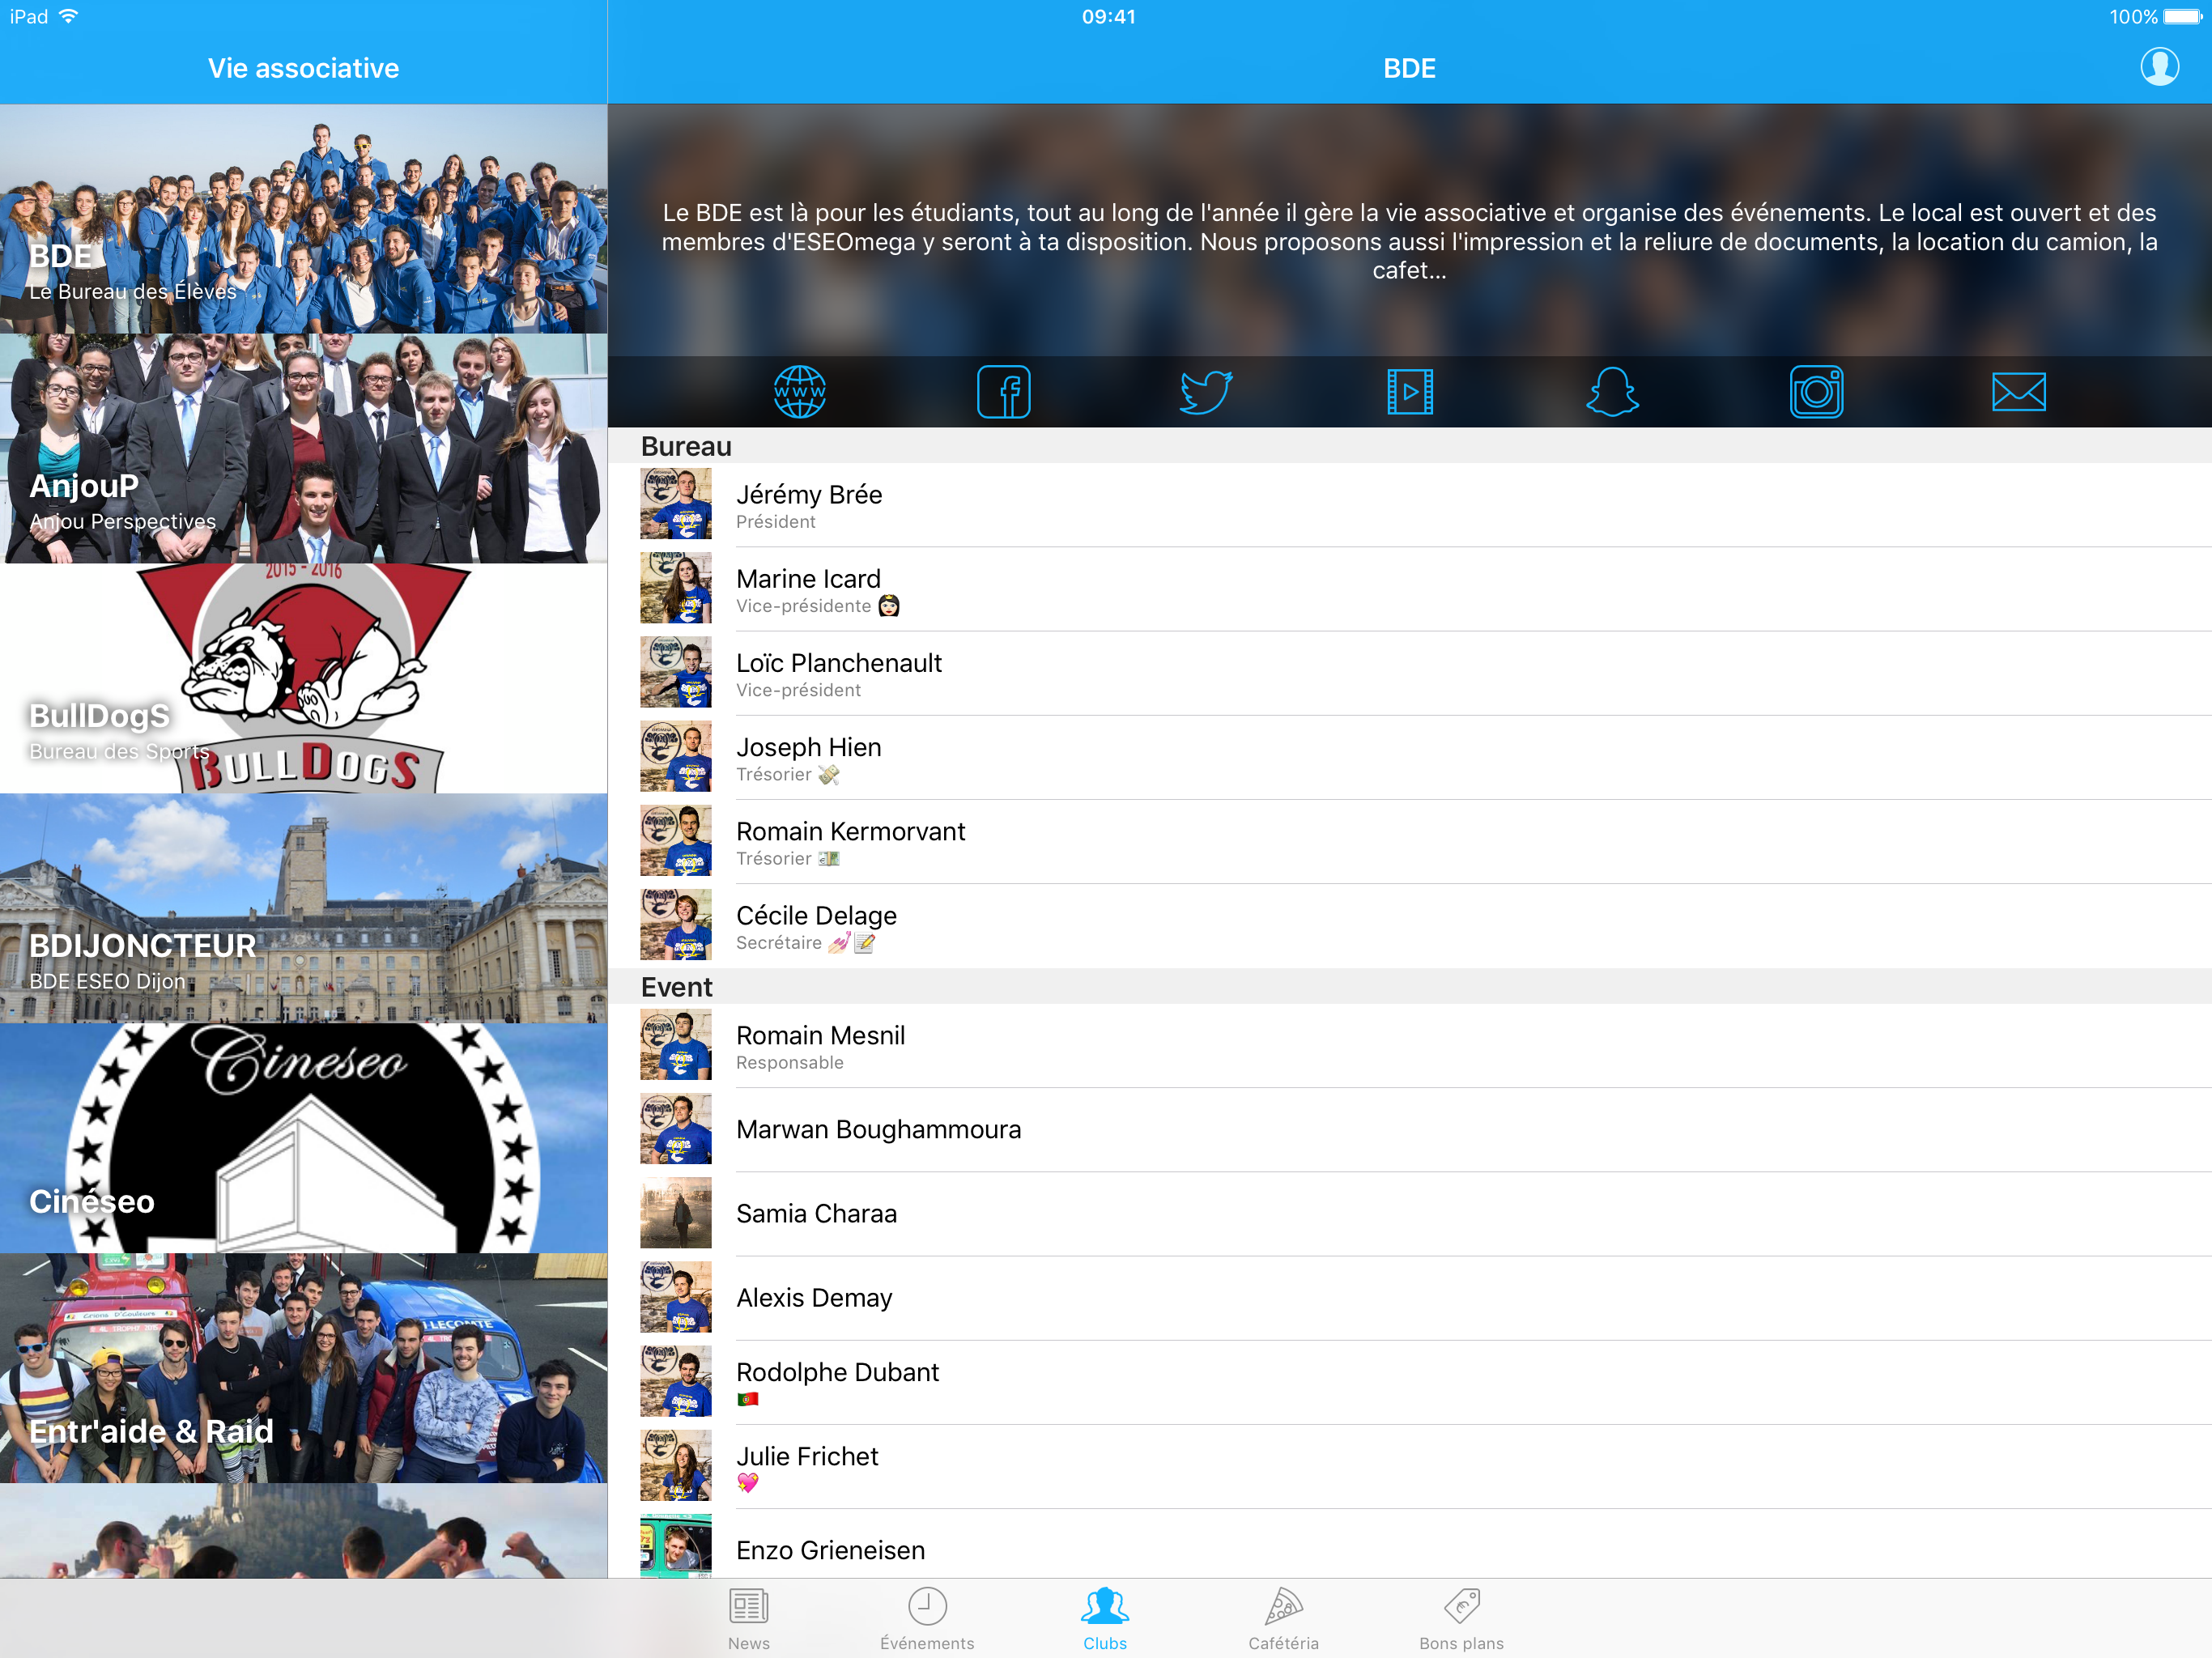 iPad
09:41
100%
Vie associative
BDE
BDE
Le Bureau des Élèves
AnjouP
Anjou Perspectives
2015 - 2016
BullDogS
Bureau des Sports
BULLDOGS
BDIJONCTEUR
BDE ESEO Dijon
Cineseo
Cinéseo
LECOMTE
Entr'aide & Raid
Le BDE est là pour les étudiants, tout au long de l'année il gère la vie associative et organise des événements. Le local est ouvert et des
membres d'ESEOmega y seront à ta disposition. Nous proposons aussi l'impression et la reliure de documents, la location du camion, la
cafet...
WWW
Bureau
Jérémy Brée
Président
Marine Icard
Vice-présidente 👸🏻
Loïc Planchenault
Vice-président
Joseph Hien
Trésorier 💸
Romain Kermorvant
Trésorier 💶
Cécile Delage
Secrétaire 💅🏻📝
Event
Romain Mesnil
Responsable
Marwan Boughammoura
Samia Charaa
Alexis Demay
Rodolphe Dubant
🇵🇹
Julie Frichet
💖
Enzo Grieneisen
News
Événements
Clubs
Cafétéria
Bons plans